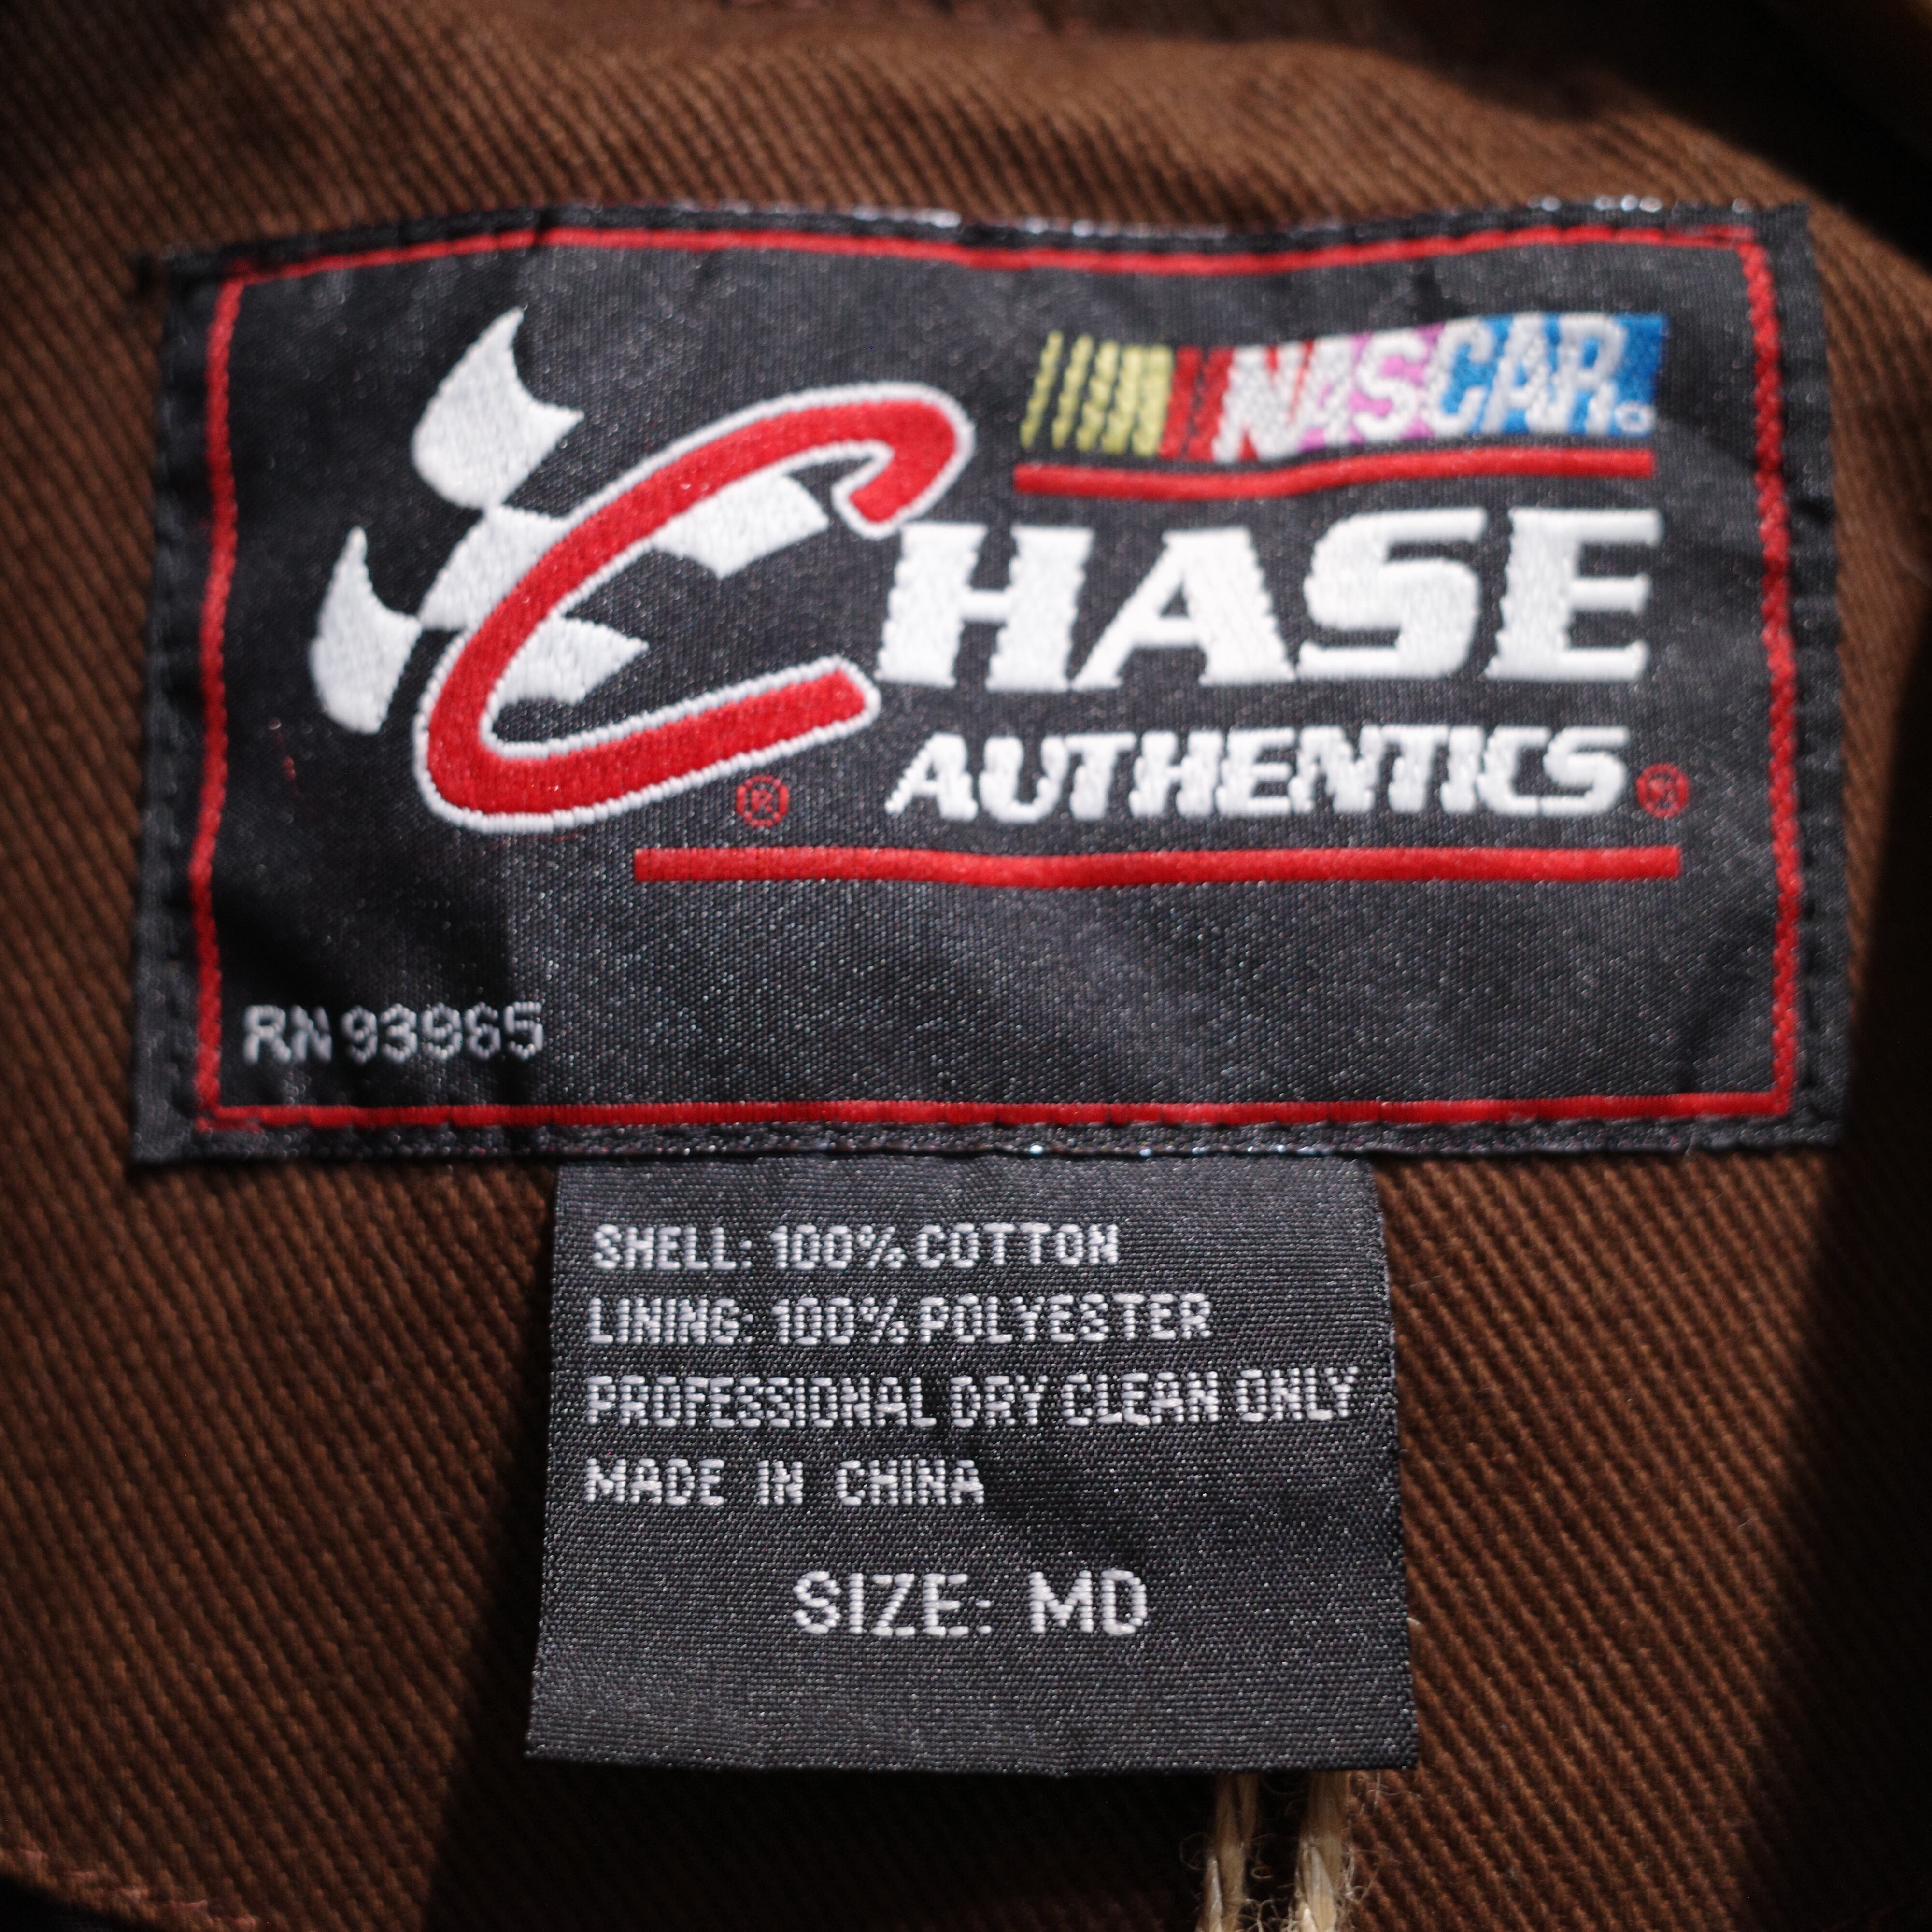 NASCAR
CHASE
AUTHENTICS
RN 93965
SHELL: 100% COTTON
LINING: 100% POLYESTER
PROFESSIONAL DRY CLEAN ONLY
MADE IN CHINA
SIZE: MD